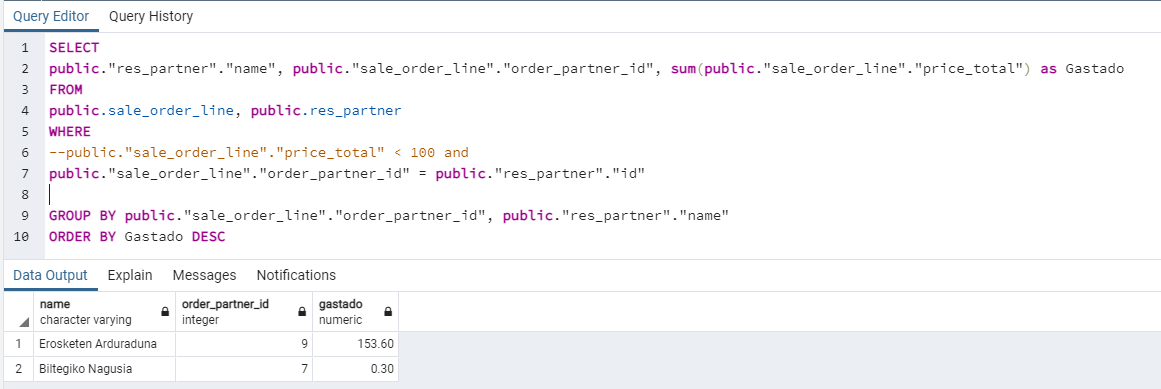 Query Editor Query History
1 SELECT
2 public."res_partner"."name", public."sale_order_line"."order_partner_id", sum(public."sale_order_line"."price_total") as Gastado
3 FROM
4 public.sale_order_line, public.res_partner
5 WHERE
6 --public."sale_order_line"."price_total" < 100 and
7 public."sale_order_line"."order_partner_id" = public."res_partner"."id"
8
9 GROUP BY public."sale_order_line"."order_partner_id", public."res_partner"."name"
10 ORDER BY Gastado DESC
Data Output Explain Messages Notifications
name order_partner_id gastado
character varying integer numeric
1 Erosketen Arduraduna 9 153.60
2 Biltegiko Nagusia 7 0.30